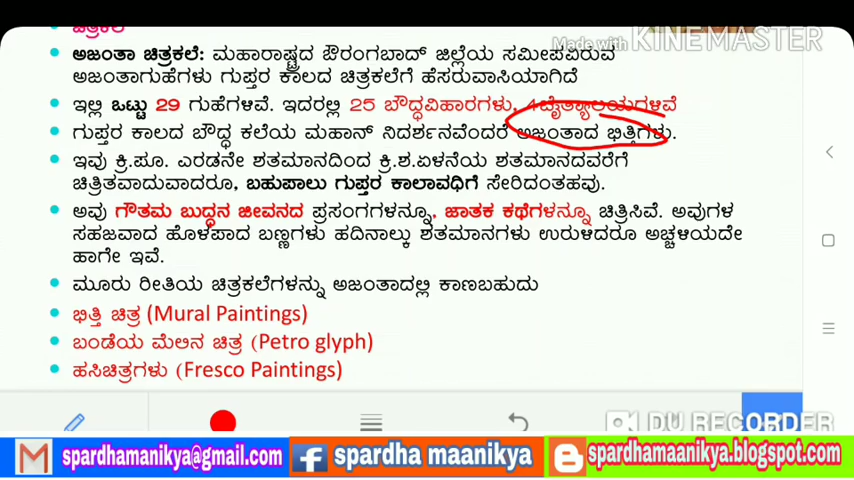 ಚಿತ್ರಕಲೆ
Made with KINEMASTER
ಅಜಂತಾ ಚಿತ್ರಕಲೆ: ಮಹಾರಾಷ್ಟ್ರದ ಔರಂಗಬಾದ್ ಜಿಲ್ಲೆಯ ಸಮೀಪವಿರುವ
ಅಜಂತಾಗುಹೆಗಳು ಗುಪ್ತರ ಕಾಲದ ಚಿತ್ರಕಲೆಗೆ ಹೆಸರುವಾಸಿಯಾಗಿದೆ
ಇಲ್ಲಿ ಒಟ್ಟು 29 ಗುಹೆಗಳಿವೆ. ಇದರಲ್ಲಿ 25 ಬೌದ್ಧವಿಹಾರಗಳು, 4ಚೈತ್ಯಾಲಯಗಳಿವೆ
ಗುಪ್ತರ ಕಾಲದ ಬೌದ್ಧ ಕಲೆಯ ಮಹಾನ್ ನಿದರ್ಶನವೆಂದರೆ ಅಜಂತಾದ ಭಿತ್ತಿಗಳು.
ಇವು ಕ್ರಿ.ಪೂ. ಎರಡನೇ ಶತಮಾನದಿಂದ ಕ್ರಿ.ಶ.ಏಳನೆಯ ಶತಮಾನದವರೆಗೆ
ಚಿತ್ರಿತವಾದುವಾದರೂ, ಬಹುಪಾಲು ಗುಪ್ತರ ಕಾಲಾವಧಿಗೆ ಸೇರಿದಂತಹವು.
ಅವು ಗೌತಮ ಬುದ್ಧನ ಜೀವನದ ಪ್ರಸಂಗಗಳನ್ನೂ, ಜಾತಕ ಕಥೆಗಳನ್ನೂ ಚಿತ್ರಿಸಿವೆ. ಅವುಗಳ
ಸಹಜವಾದ ಹೊಳಪಾದ ಬಣ್ಣಗಳು ಹದಿನಾಲ್ಕು ಶತಮಾನಗಳು ಉರುಳಿದರೂ ಅಚ್ಚಳಿಯದೇ
ಹಾಗೇ ಇವೆ.
ಮೂರು ರೀತಿಯ ಚಿತ್ರಕಲೆಗಳನ್ನು ಅಜಂತಾದಲ್ಲಿ ಕಾಣಬಹುದು
ಭಿತ್ತಿ ಚಿತ್ರ (Mural Paintings)
ಬಂಡೆಯ ಮೇಲಿನ ಚಿತ್ರ (Petro glyph)
ಹಸಿಚಿತ್ರಗಳು (Fresco Paintings)
DU RECORDER
spardhamanikya@gmail.com
spardha maanikya
spardhamaanikya.blogspot.com